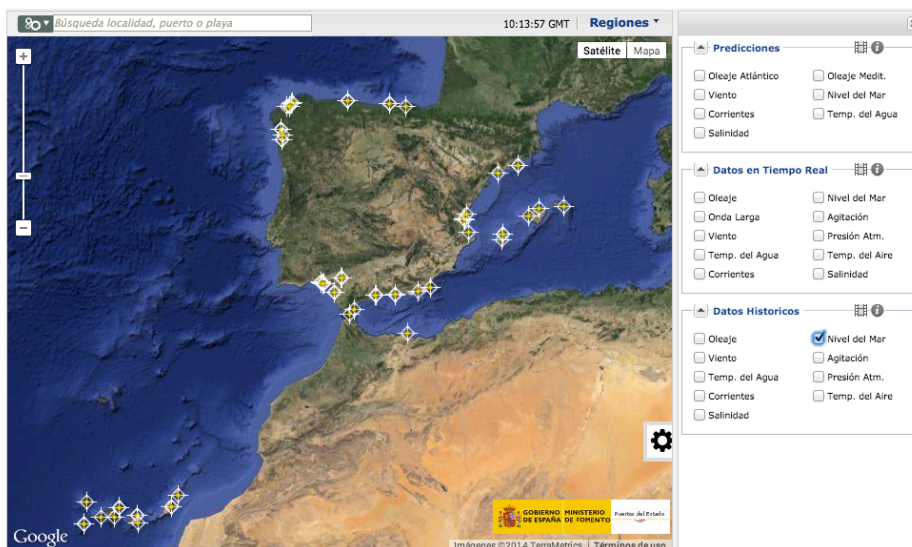 Búsqueda localidad, puerto o playa
10:13:57 GMT
Regiones
Satélite
Mapa
Google
GOBIERNO DE ESPAÑA
MINISTERIO DE FOMENTO
Puertos del Estado
Imágenes ©2014 TerraMetrics
Términos de uso
Predicciones
Oleaje Atlántico
Oleaje Medit.
Viento
Nivel del Mar
Corrientes
Temp. del Agua
Salinidad
Datos en Tiempo Real
Oleaje
Nivel del Mar
Onda Larga
Agitación
Viento
Presión Atm.
Temp. del Agua
Temp. del Aire
Corrientes
Salinidad
Datos Historicos
Oleaje
Nivel del Mar
Viento
Agitación
Temp. del Agua
Presión Atm.
Corrientes
Temp. del Aire
Salinidad